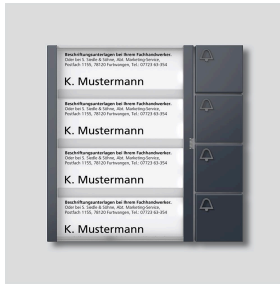 Beschriftungsunterlagen bei Ihrem Fachhandwerker.
Oder bei S. Siedle & Söhne, Abt. Marketing-Service,
Postfach 1155, 78120 Furtwangen, Tel.: 07723 63-354
K. Mustermann
Beschriftungsunterlagen bei Ihrem Fachhandwerker.
Oder bei S. Siedle & Söhne, Abt. Marketing-Service,
Postfach 1155, 78120 Furtwangen, Tel.: 07723 63-354
K. Mustermann
Beschriftungsunterlagen bei Ihrem Fachhandwerker.
Oder bei S. Siedle & Söhne, Abt. Marketing-Service,
Postfach 1155, 78120 Furtwangen, Tel.: 07723 63-354
K. Mustermann
Beschriftungsunterlagen bei Ihrem Fachhandwerker.
Oder bei S. Siedle & Söhne, Abt. Marketing-Service,
Postfach 1155, 78120 Furtwangen, Tel.: 07723 63-354
K. Mustermann